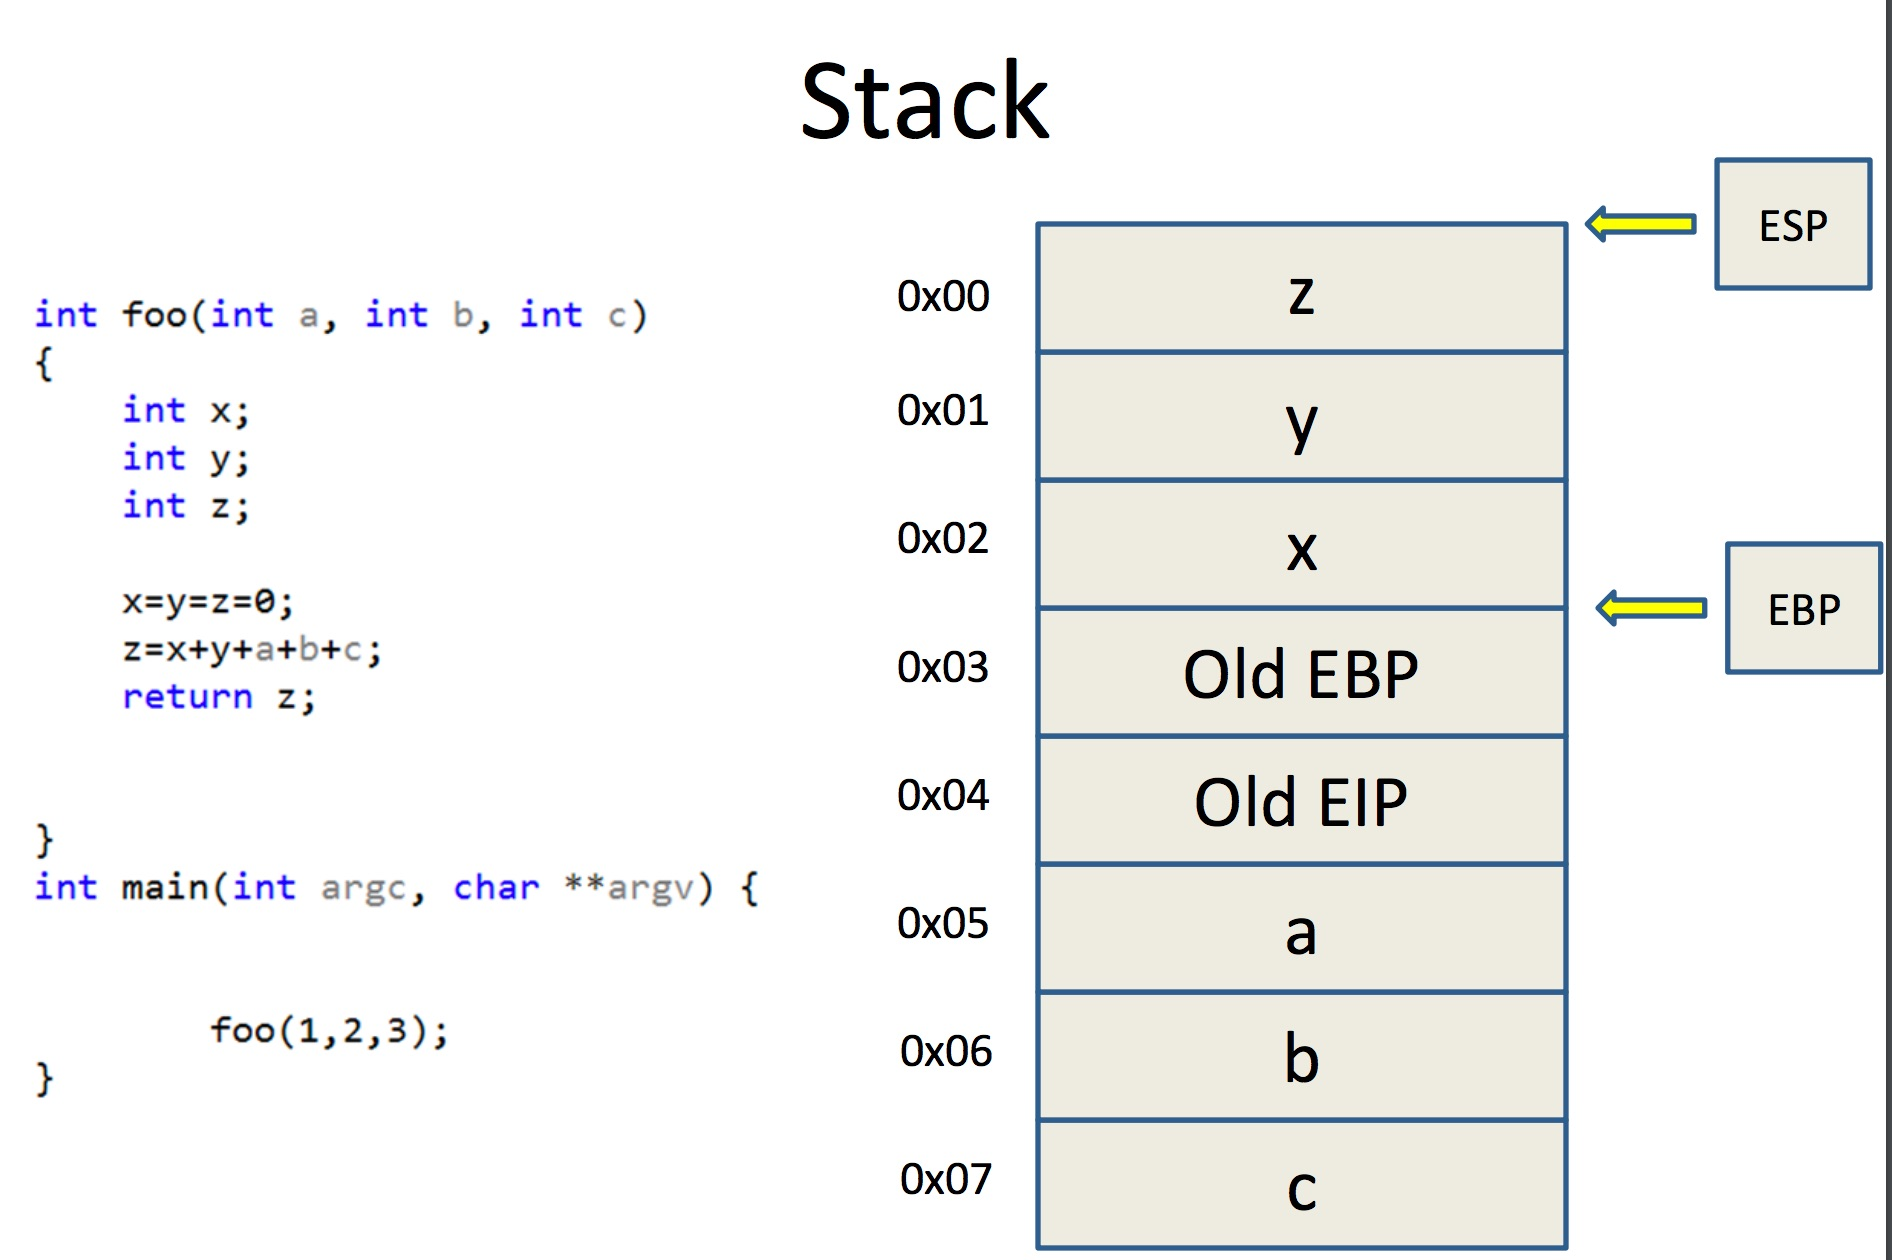 Stack
int foo(int a, int b, int c)
{
    int x;
    int y;
    int z;
    x=y=z=0;
    z=x+y+a+b+c;
    return z;
}
int main(int argc, char **argv) {
        foo(1,2,3);
}
0x00 z
0x01 y
0x02 x
0x03 Old EBP
0x04 Old EIP
0x05 a
0x06 b
0x07 c
ESP
EBP